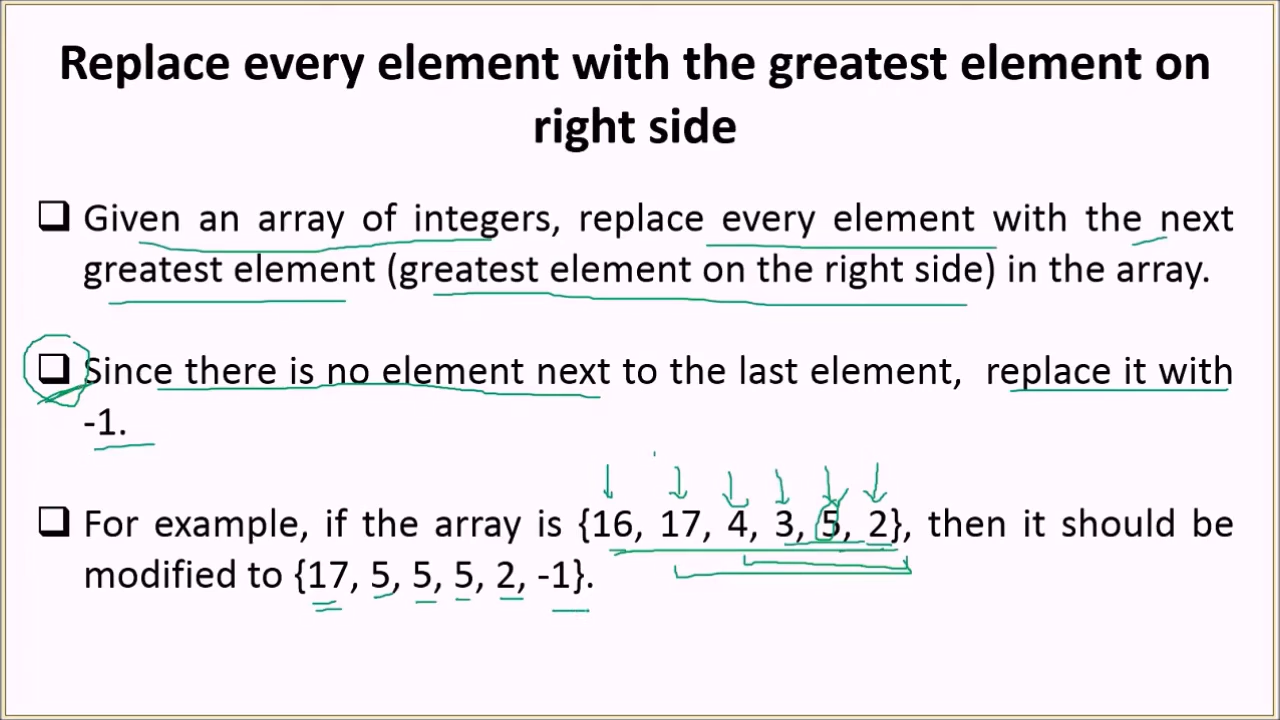 Replace every element with the greatest element on
right side
❑ Given an array of integers, replace every element with the next
greatest element (greatest element on the right side) in the array.
❑ Since there is no element next to the last element, replace it with
-1.
❑ For example, if the array is {16, 17, 4, 3, 5, 2}, then it should be
modified to {17, 5, 5, 5, 2, -1}.